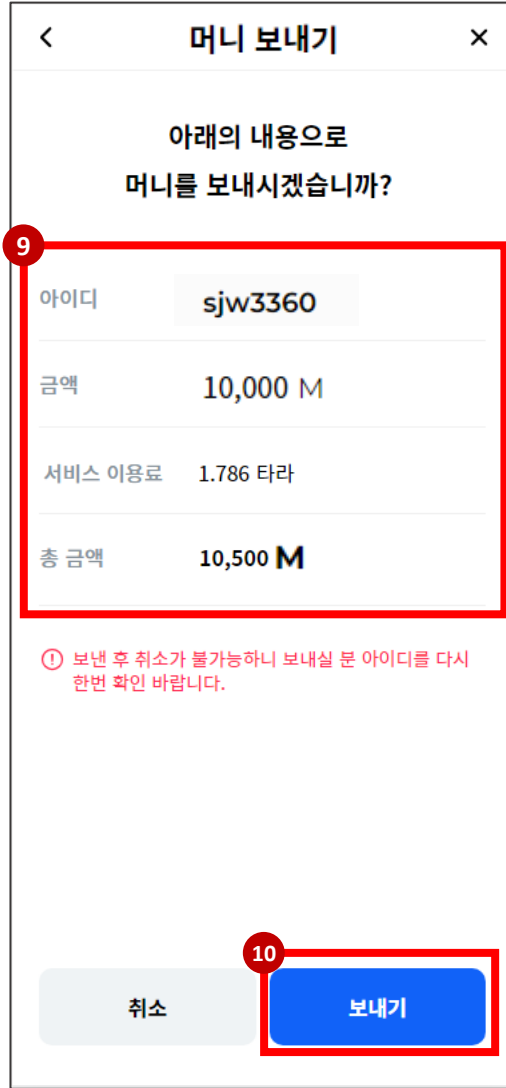 머니 보내기
아래의 내용으로
머니를 보내시겠습니까?
9
아이디 sjw3360
금액 10,000 M
서비스 이용료 1.786 타라
총 금액 10,500 M
보낸 후 취소가 불가능하니 보내실 분 아이디를 다시
한번 확인 바랍니다.
10
취소 보내기